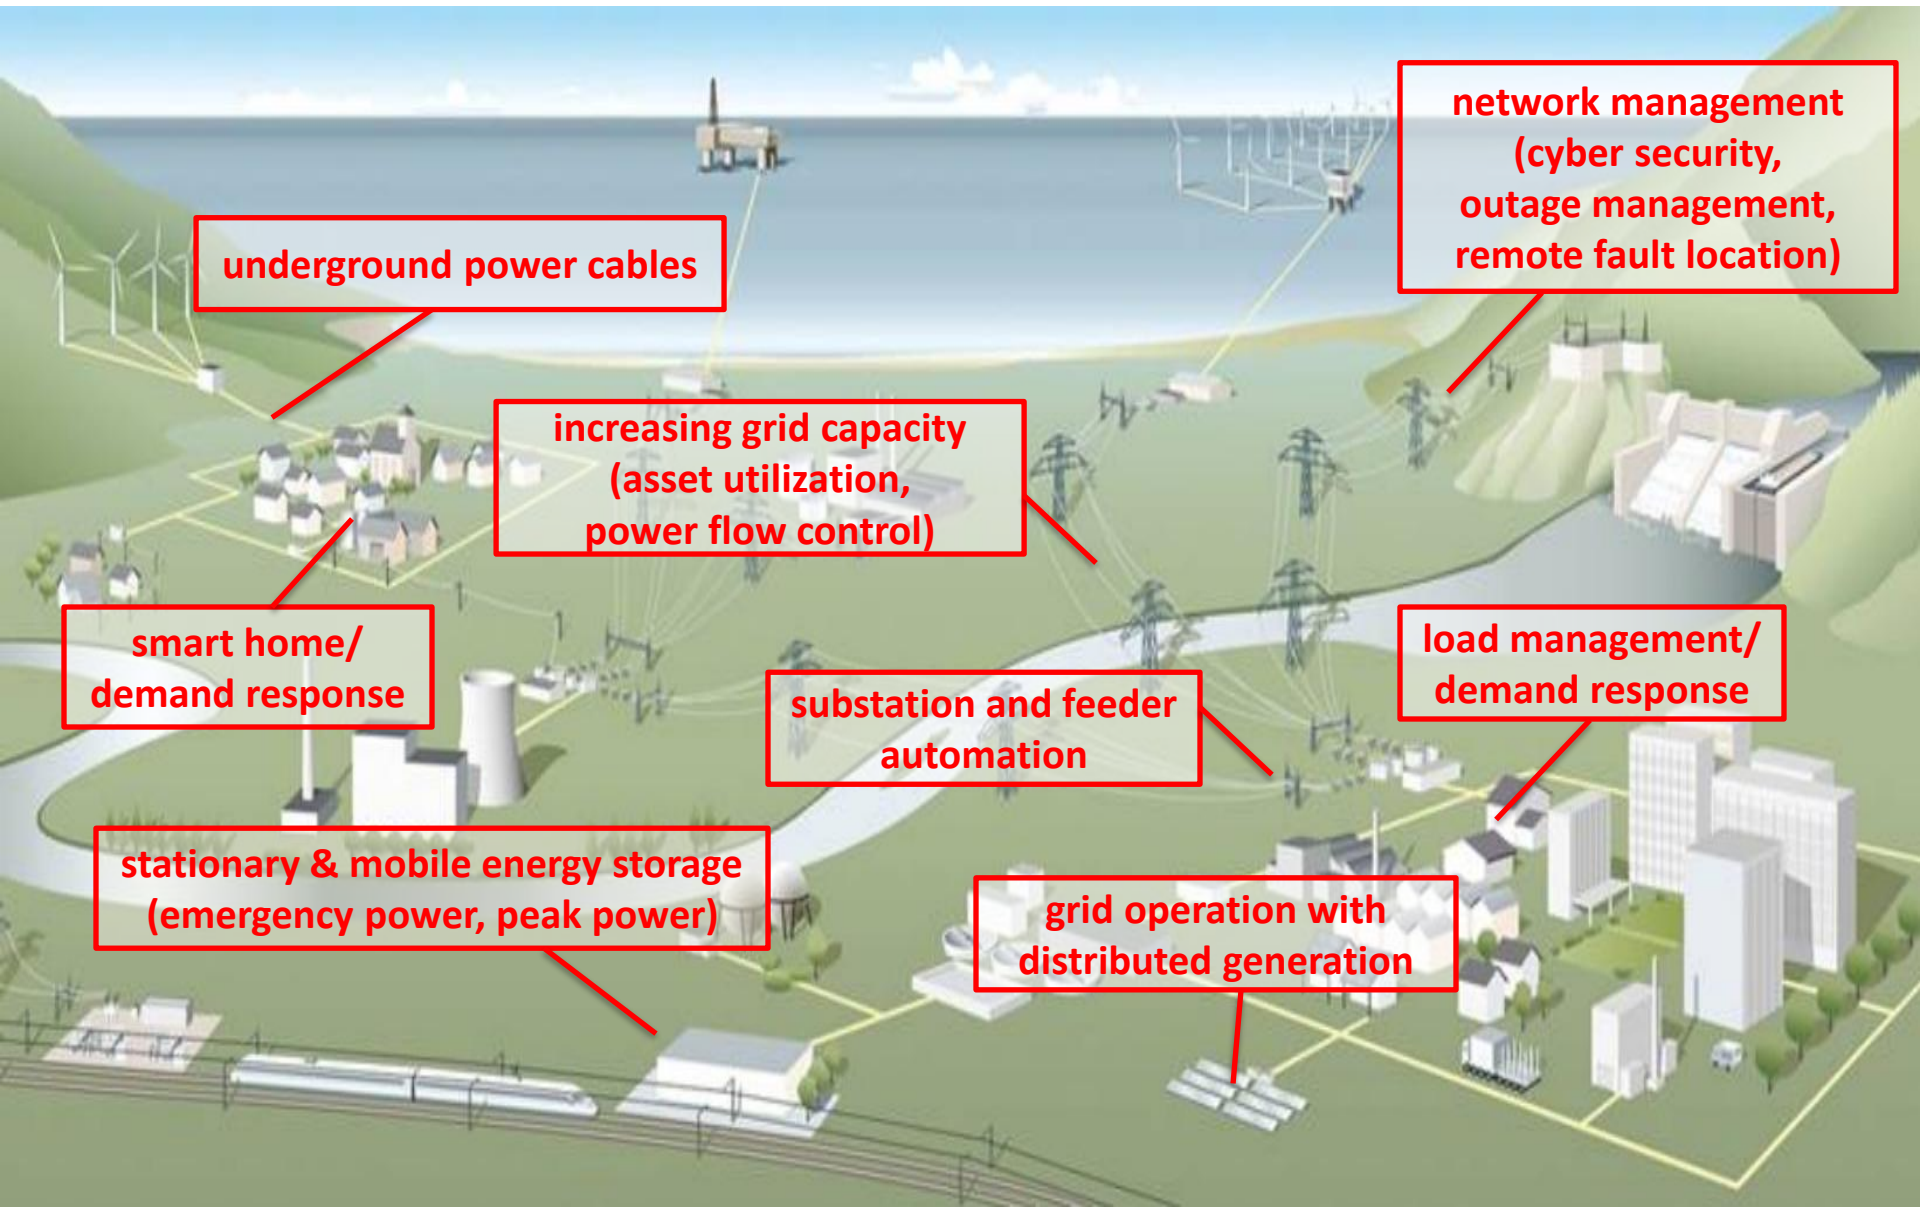 network management
(cyber security,
outage management,
remote fault location)
underground power cables
increasing grid capacity
(asset utilization,
power flow control)
smart home/
demand response
load management/
demand response
substation and feeder
automation
stationary & mobile energy storage
(emergency power, peak power)
grid operation with
distributed generation